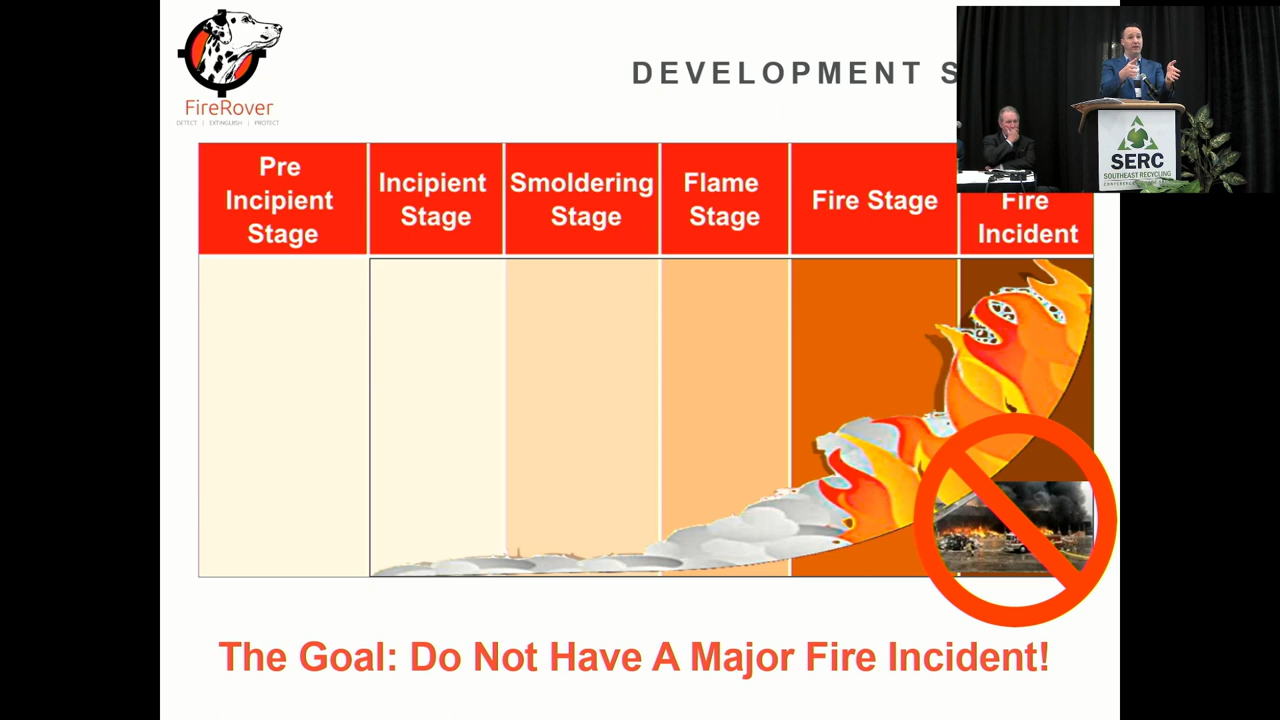 FireRover
DETECT | EXTINGUISH | PROTECT
DEVELOPMENT S
SERC
SOUTHEAST RECYCLING
Pre
Incipient
Stage
Incipient
Stage
Smoldering
Stage
Flame
Stage
Fire Stage
Fire
Incident
The Goal: Do Not Have A Major Fire Incident!